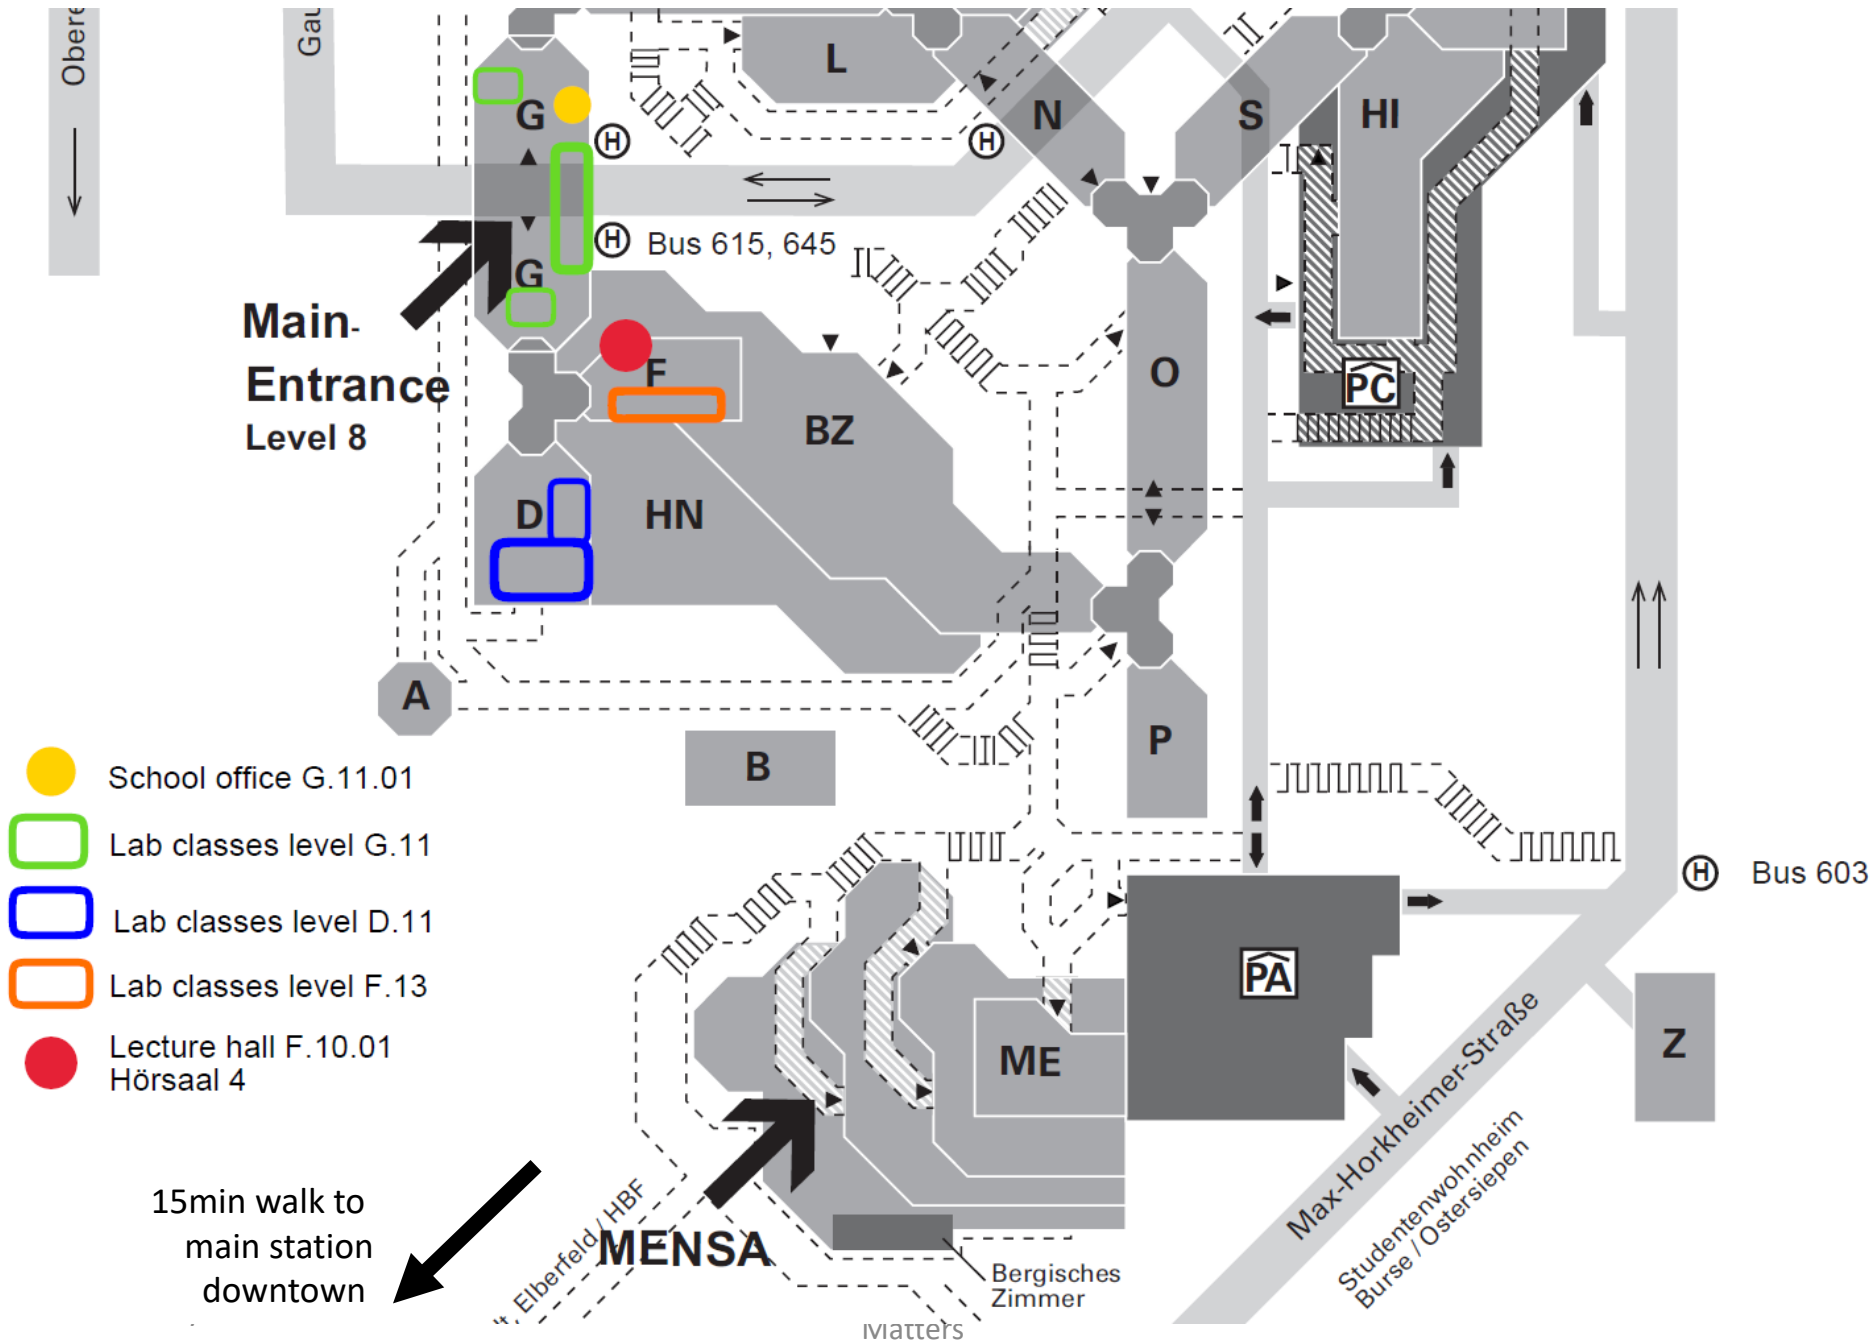 Obere
Gau
L
N
S
HI
G
H
H
H
Bus 615, 645
G
Main-
Entrance
Level 8
F
O
PC
BZ
D
HN
A
B
P
School office G.11.01
Lab classes level G.11
Lab classes level D.11
Lab classes level F.13
Lecture hall F.10.01
Hörsaal 4
H
Bus 603
PA
ME
Z
Max-Horkheimer-Straße
Studentenwohnheim
Burse / Ostersiepen
15min walk to
main station
downtown
Elberfeld / HBF
MENSA
Bergisches
Zimmer
Matters